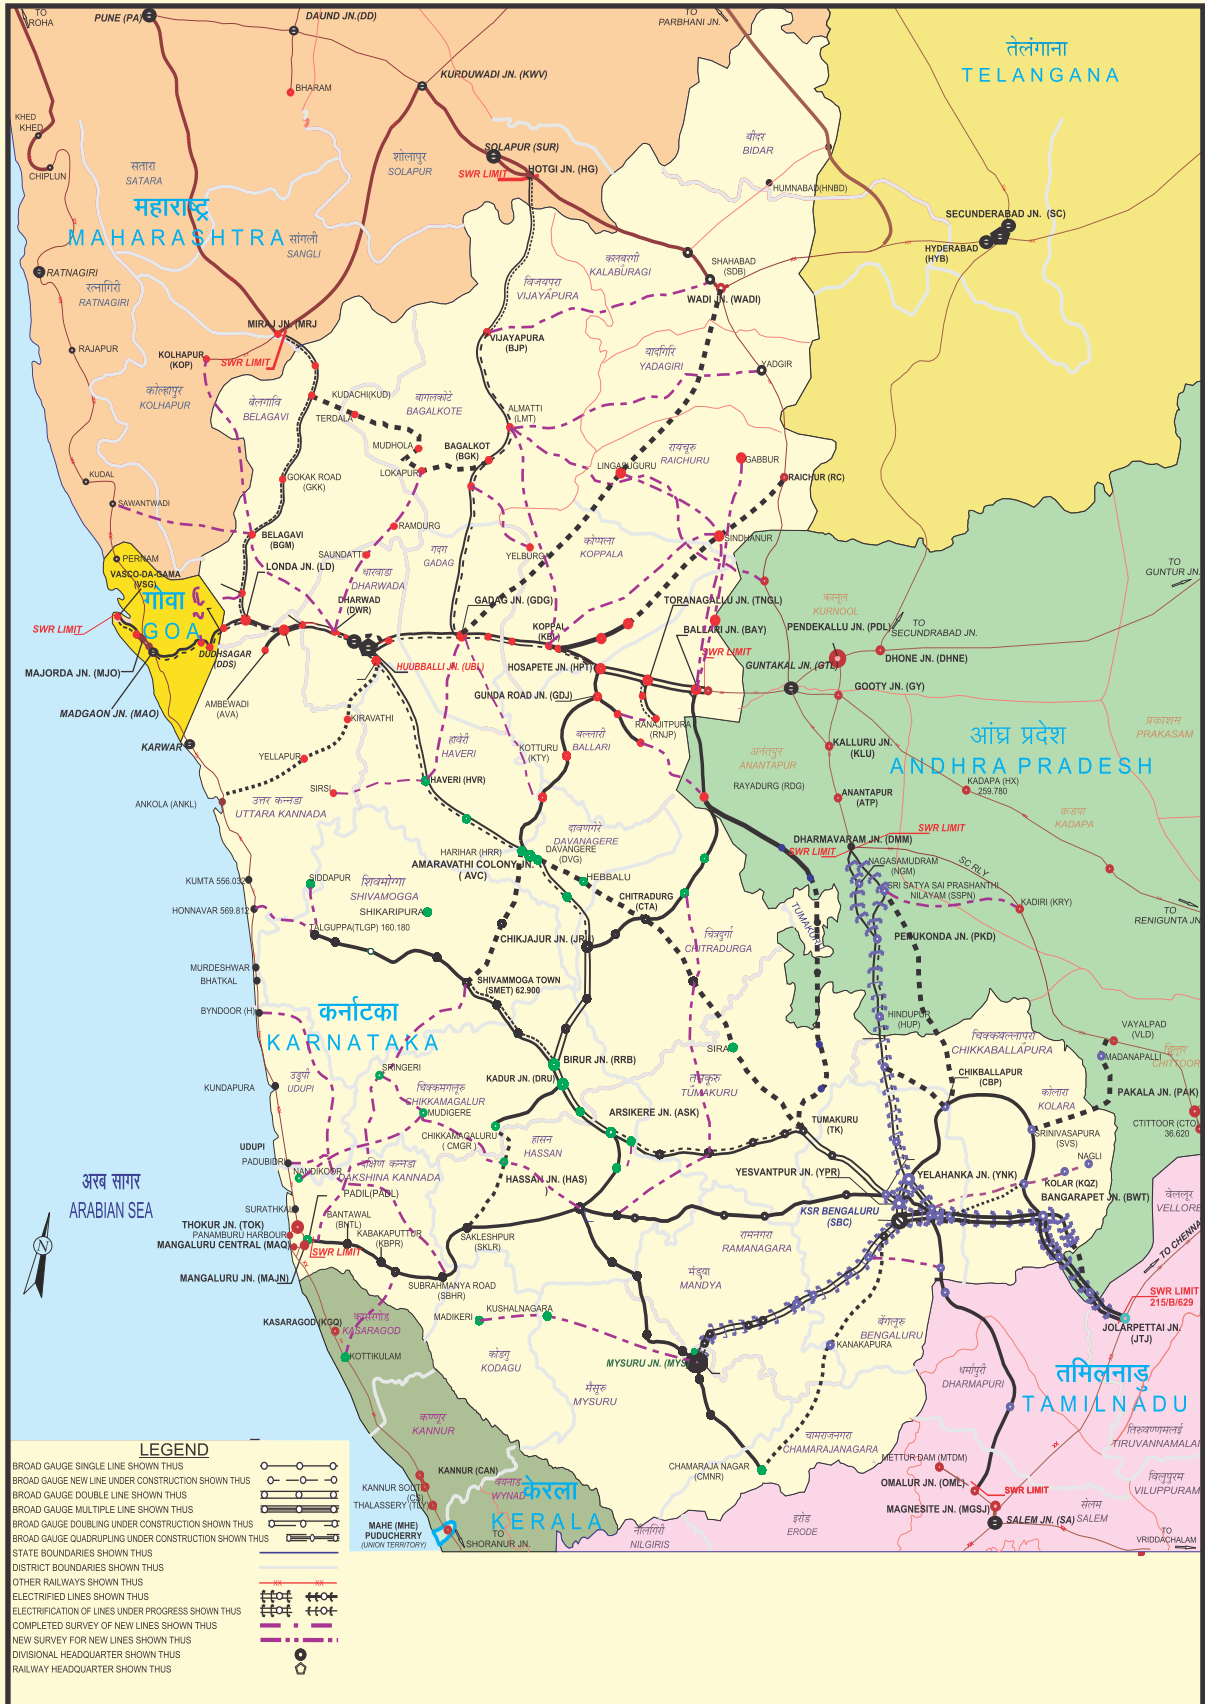 TO
ROHA
PUNE (PA)
DAUND JN.(DD)
TO
PARBHANI JN.
तेलंगाना
TELANGANA
KURDUWADI JN. (KWV)
BHARAM
KHED
KHED
CHIPLUN
सतारा
SATARA
शोलापुर
SOLAPUR
SOLAPUR (SUR)
SWR LIMIT
HOTGI JN. (HG)
बीदर
BIDAR
HUMNABAD(HNBD)
महाराष्ट्र
MAHARASHTRA
सांगली
SANGLI
SECUNDERABAD JN. (SC)
HYDERABAD
(HYB)
RATNAGIRI
रत्नागिरी
RATNAGIRI
कलबुरगी
KALABURAGI
SHAHABAD
(SDB)
WADI JN. (WADI)
विजयपुरा
VIJAYAPURA
MIRAJ JN. (MRJ
RAJAPUR
KOLHAPUR
(KOP)
SWR LIMIT
VIJAYAPURA
(BJP)
यादगिरि
YADAGIRI
YADGIR
कोल्हापुर
KOLHAPUR
बेलगावि
BELAGAVI
KUDACHI(KUD)
TERDALA
बागलकोटे
BAGALKOTE
ALMATTI
(LMT)
MUDHOLA
BAGALKOT
(BGK)
LOKAPUR
रायचूरु
RAICHURU
LINGASUGURU
GABBUR
RAICHUR (RC)
KUDAL
SAWANTWADI
GOKAK ROAD
(GKK)
BELAGAVI
(BGM)
RAMDURG
SAUNDATTI
गदग
GADAG
YELBURGA
कोप्पला
KOPPALA
SINDHANUR
PERNAM
VASCO-DA-GAMA
(VSG)
LONDA JN. (LD)
धारवाडा
DHARWADA
DHARWAD
(DWR)
गोवा
GOA
SWR LIMIT
GADAG JN. (GDG)
KOPPAL
(KBL)
TORANAGALLU JN. (TNGL)
BALLARI JN. (BAY)
SWR LIMIT
TO
GUNTUR JN.
KURNOOL
PENDEKALLU JN. (PDL)
TO
SECUNDRABAD JN.
DUDHSAGAR
(DDS)
HUUBBALLI JN. (UBL)
HOSAPETE JN. (HPT)
GUNTAKAL JN. (GTL)
DHONE JN. (DHNE)
MAJORDA JN. (MJO)
MADGAON JN. (MAO)
AMBEWADI
(AVA)
GUNDA ROAD JN. (GDJ)
GOOTY JN. (GY)
KIRAVATHI
RANAJITPURA
(RNJP)
KARWAR
हावेरी
HAVERI
KOTTURU
(KTY)
बल्लारी
BALLARI
अनंतपुर
ANANTAPUR
KALLURU JN.
(KLU)
आंध्र प्रदेश
ANDHRA PRADESH
प्रकाशम
PRAKASAM
YELLAPUR
SIRSI
HAVERI (HVR)
RAYADURG (RDG)
ANANTAPUR
(ATP)
KADAPA (HX)
259.780
कडपा
KADAPA
ANKOLA (ANKL)
उत्तर कन्नडा
UTTARA KANNADA
दावणगेरे
DAVANAGERE
DHARMAVARAM JN. (DMM)
SWR LIMIT
SWR LIMIT
HARIHAR (HRR)
AMARAVATHI COLONY JN.
( AVC)
DAVANGERE
(DVG)
HEBBALU
NAGASAMUDRAM
(NGM)
SC RLY
SRI SATYA SAI PRASHANTHI
NILAYAM (SSPN)
KADIRI (KRY)
TO
RENIGUNTA JN.
KUMTA 556.032
SIDDAPUR
शिवमोग्गा
SHIVAMOGGA
SHIKARIPURA
CHITRADURG
(CTA)
TUMAKURU
HONNAVAR 569.812
TALGUPPA(TLGP) 160.180
CHIKJAJUR JN. (JRU)
चित्रदुर्गा
CHITRADURGA
PENUKONDA JN. (PKD)
MURDESHWAR
BHATKAL
SHIVAMMOGA TOWN
(SMET) 62.900
BYNDOOR (H)
कर्नाटका
KARNATAKA
HINDUPUR
(HUP)
VAYALPAD
(VLD)
MADANAPALLI
चित्तूर
CHITTOOR
SIRA
BIRUR JN. (RRB)
चिक्कबल्लापुरा
CHIKKABALLAPURA
KUNDAPURA
उडुपी
UDUPI
SRINGERI
चिक्कमगलूरु
CHIKKAMAGALUR
MUDIGERE
KADUR JN. (DRU)
TUMAKURU
CHIKBALLAPUR
(CBP)
कोलारा
KOLARA
PAKALA JN. (PAK)
ARSIKERE JN. (ASK)
TUMAKURU
(TK)
CTITTOOR (CTO)
36.620
CHIKKAMAGALURU
( CMGR )
हासन
HASSAN
SRINIVASAPURA
(SVS)
NAGLI
UDUPI
PADUBIDRI
NANDIKOOR
दक्षिण कन्नडा
DAKSHINA KANNADA
YESVANTPUR JN. (YPR)
YELAHANKA JN. (YNK)
KOLAR (KQZ)
BANGARAPET JN. (BWT)
HASSAN JN. (HAS)
)
अरब सागर
ARABIAN SEA
PADIL(PADL)
KSR BENGALURU
(SBC)
वेल्लूर
VELLORE
SURATHKAL
BANTAWAL
(BNTL)
KABAKAPUTTUR
(KBPR)
THOKUR JN. (TOK)
PANAMBURU HARBOUR
MANGALURU CENTRAL (MAQ)
SWR LIMIT
SAKLESHPUR
(SKLR)
रामनगरा
RAMANAGARA
TO CHENNAI
N
MANGALURU JN. (MAJN)
SUBRAHMANYA ROAD
(SBHR)
मंड्या
MANDYA
SWR LIMIT
215/B/629
KASARAGOD (KGQ)
कासरगोड
KASARAGOD
MADIKERI
KUSHALNAGARA
बेंगलूरु
BENGALURU
JOLARPETTAI JN.
(JTJ)
KOTTIKULAM
कोडगु
KODAGU
MYSURU JN. (MYS
KANAKAPURA
धर्मापुरी
DHARMAPURI
तमिलनाडु
TAMILNADU
मैसूरु
MYSURU
कण्णूर
KANNUR
चामराजनगरा
CHAMARAJANAGARA
तिरुवण्णमलई
TIRUVANNAMALAI
METTUR DAM (MTDM)
LEGEND
CHAMARAJA NAGAR
(CMNR)
OMALUR JN. (OML)
SWR LIMIT
विलुपुरम
VILUPPURAM
KANNUR (CAN)
KANNUR SOUTH
(CS)
THALASSERY (TLY)
वयनाड
WYNAD
केरला
KERALA
MAGNESITE JN. (MGSJ)
सेलम
SALEM
SALEM JN. (SA)
MAHE (MHE)
PUDUCHERRY
(UNION TERRITORY)
TO
SHORANUR JN.
नीलगिरी
NILGIRIS
इरोड
ERODE
TO
VRIDDACHALAM
BROAD GAUGE SINGLE LINE SHOWN THUS
BROAD GAUGE NEW LINE UNDER CONSTRUCTION SHOWN THUS
BROAD GAUGE DOUBLE LINE SHOWN THUS
BROAD GAUGE MULTIPLE LINE SHOWN THUS
BROAD GAUGE DOUBLING UNDER CONSTRUCTION SHOWN THUS
BROAD GAUGE QUADRUPLING UNDER CONSTRUCTION SHOWN THUS
STATE BOUNDARIES SHOWN THUS
DISTRICT BOUNDARIES SHOWN THUS
OTHER RAILWAYS SHOWN THUS
ELECTRIFIED LINES SHOWN THUS
ELECTRIFICATION OF LINES UNDER PROGRESS SHOWN THUS
COMPLETED SURVEY OF NEW LINES SHOWN THUS
NEW SURVEY FOR NEW LINES SHOWN THUS
DIVISIONAL HEADQUARTER SHOWN THUS
RAILWAY HEADQUARTER SHOWN THUS